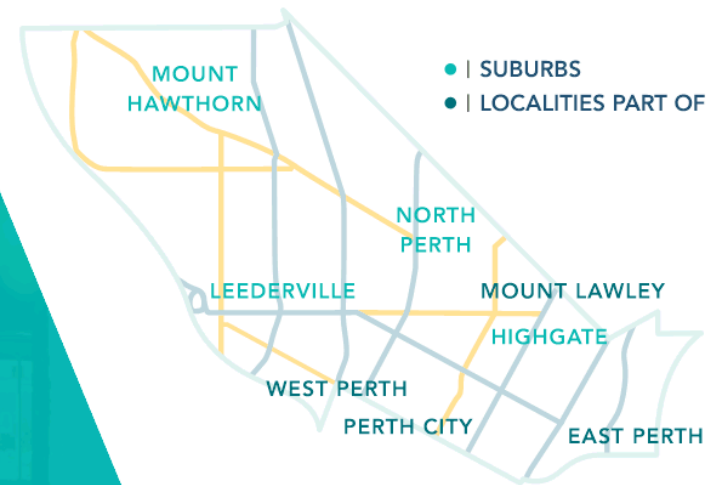 MOUNT
HAWTHORN
| SUBURBS
| LOCALITIES PART OF
NORTH
PERTH
LEEDERVILLE
MOUNT LAWLEY
HIGHGATE
WEST PERTH
PERTH CITY
EAST PERTH